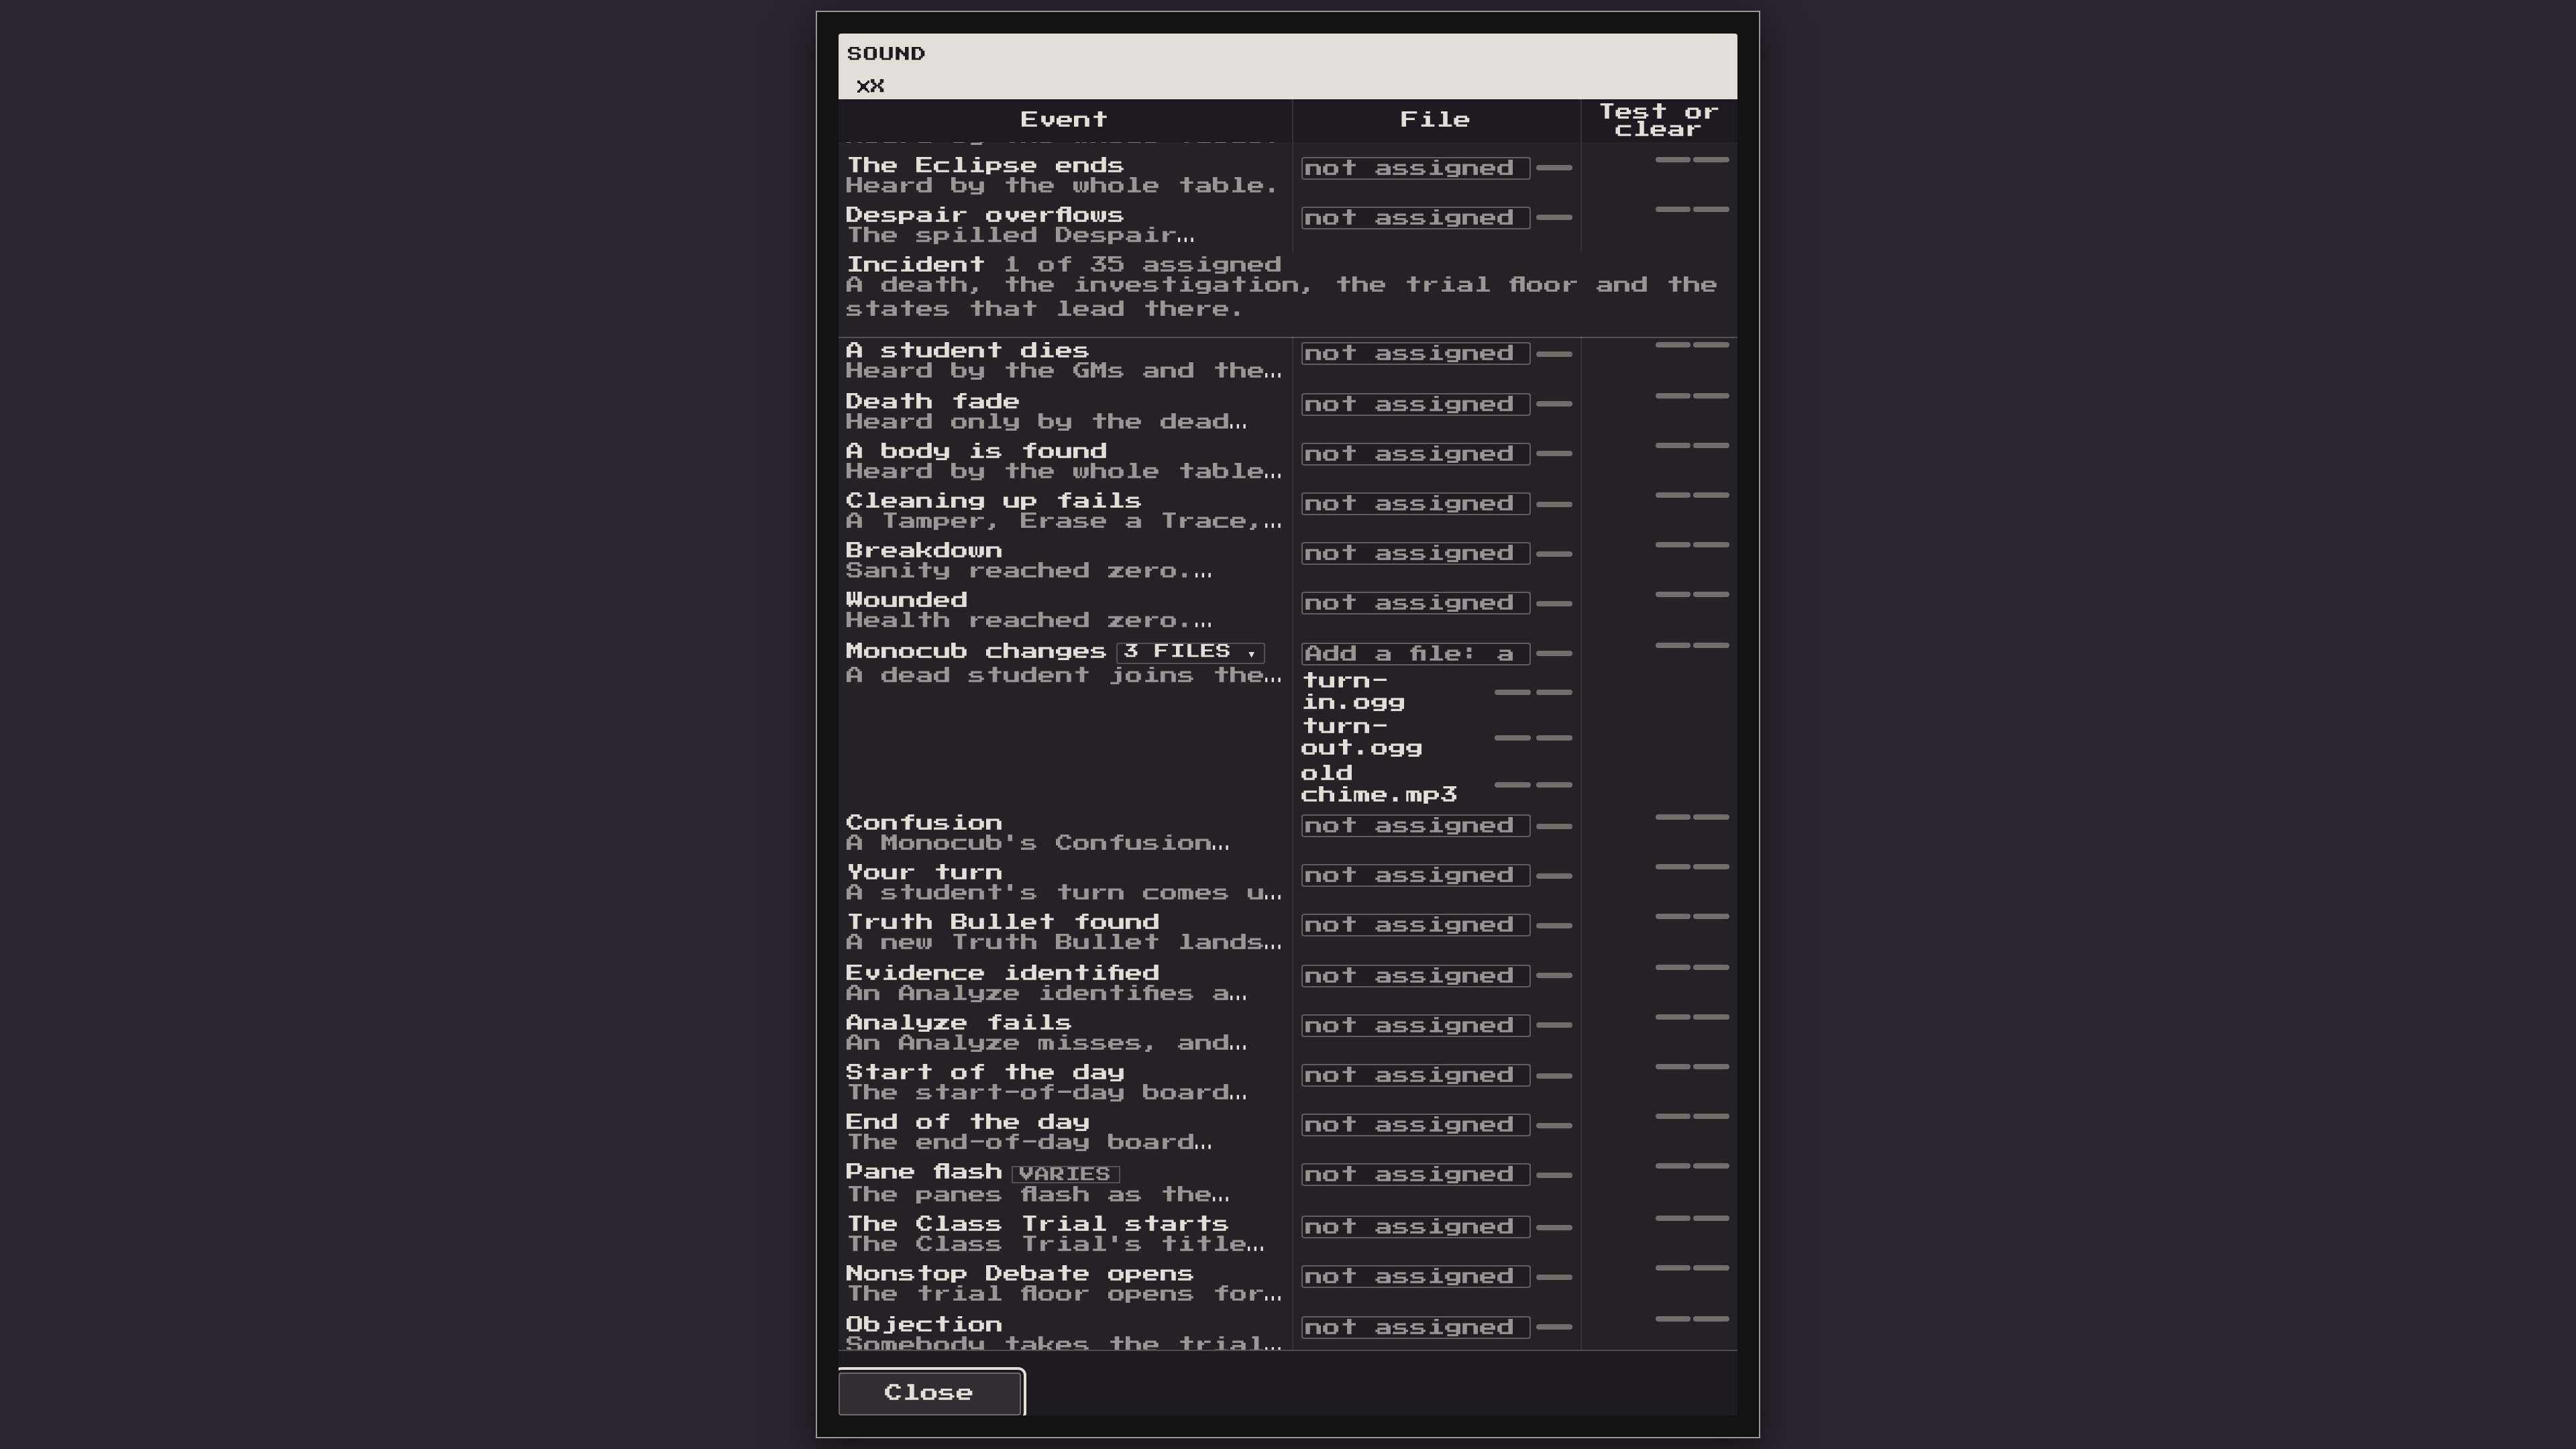 SOUND
xX
Event File Test or clear
The Eclipse ends not assigned
Heard by the whole table.
Despair overflows not assigned
The spilled Despair…
Incident 1 of 35 assigned
A death, the investigation, the trial floor and the
states that lead there.
A student dies not assigned
Heard by the GMs and the…
Death fade not assigned
Heard only by the dead…
A body is found not assigned
Heard by the whole table…
Cleaning up fails not assigned
A Tamper, Erase a Trace,…
Breakdown not assigned
Sanity reached zero.…
Wounded not assigned
Health reached zero.…
Monocub changes 3 FILES ▾ Add a file: a
A dead student joins the…
turn-
in.ogg
turn-
out.ogg
old
chime.mp3
Confusion not assigned
A Monocub's Confusion…
Your turn not assigned
A student's turn comes u…
Truth Bullet found not assigned
A new Truth Bullet lands…
Evidence identified not assigned
An Analyze identifies a…
Analyze fails not assigned
An Analyze misses, and…
Start of the day not assigned
The start-of-day board…
End of the day not assigned
The end-of-day board…
Pane flash VARIES not assigned
The panes flash as the…
The Class Trial starts not assigned
The Class Trial's title…
Nonstop Debate opens not assigned
The trial floor opens for…
Objection not assigned
Somebody takes the trial…
Close